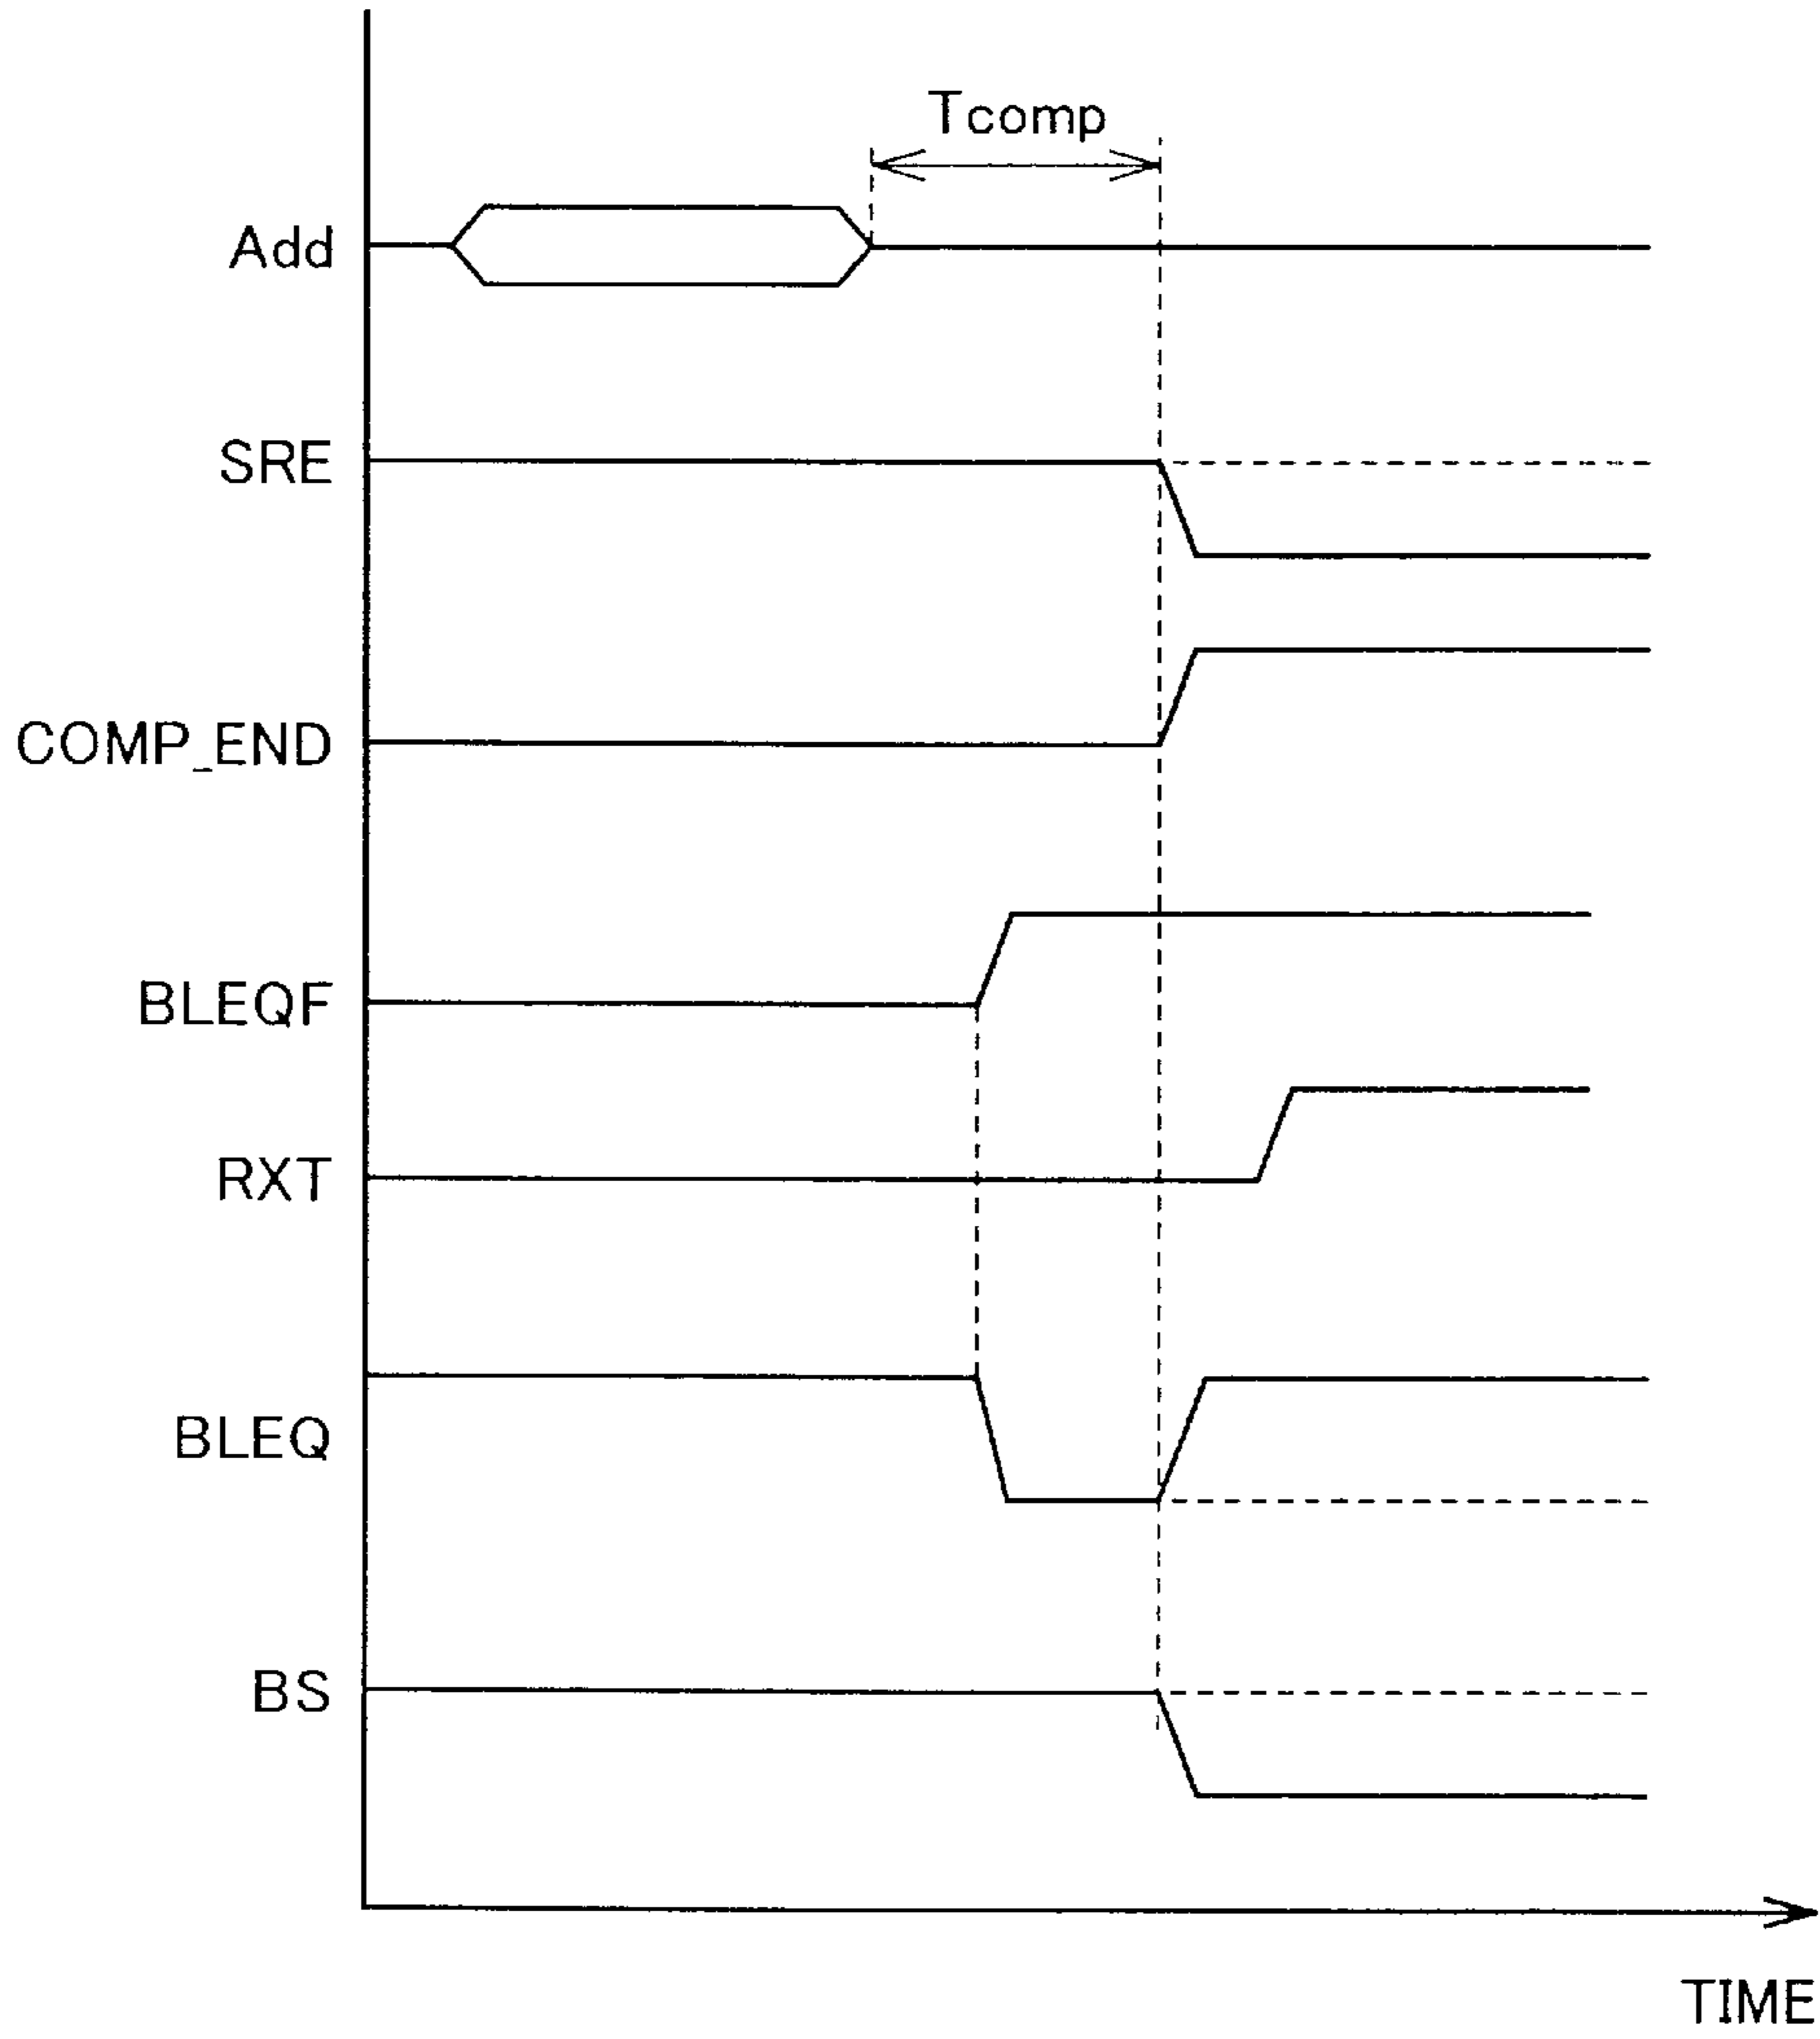 Tcomp
Add
SRE
COMP_END
BLEQF
RXT
BLEQ
BS
TIME